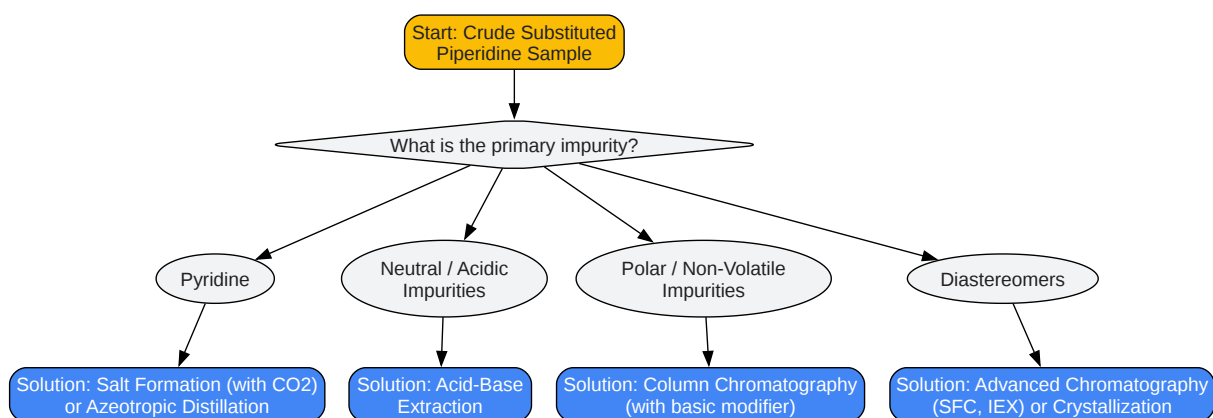 Start: Crude Substituted
Piperidine Sample
What is the primary impurity?
Pyridine
Neutral / Acidic
Impurities
Polar / Non-Volatile
Impurities
Diastereomers
Solution: Salt Formation (with CO2)
or Azeotropic Distillation
Solution: Acid-Base
Extraction
Solution: Column Chromatography
(with basic modifier)
Solution: Advanced Chromatography
(SFC, IEX) or Crystallization